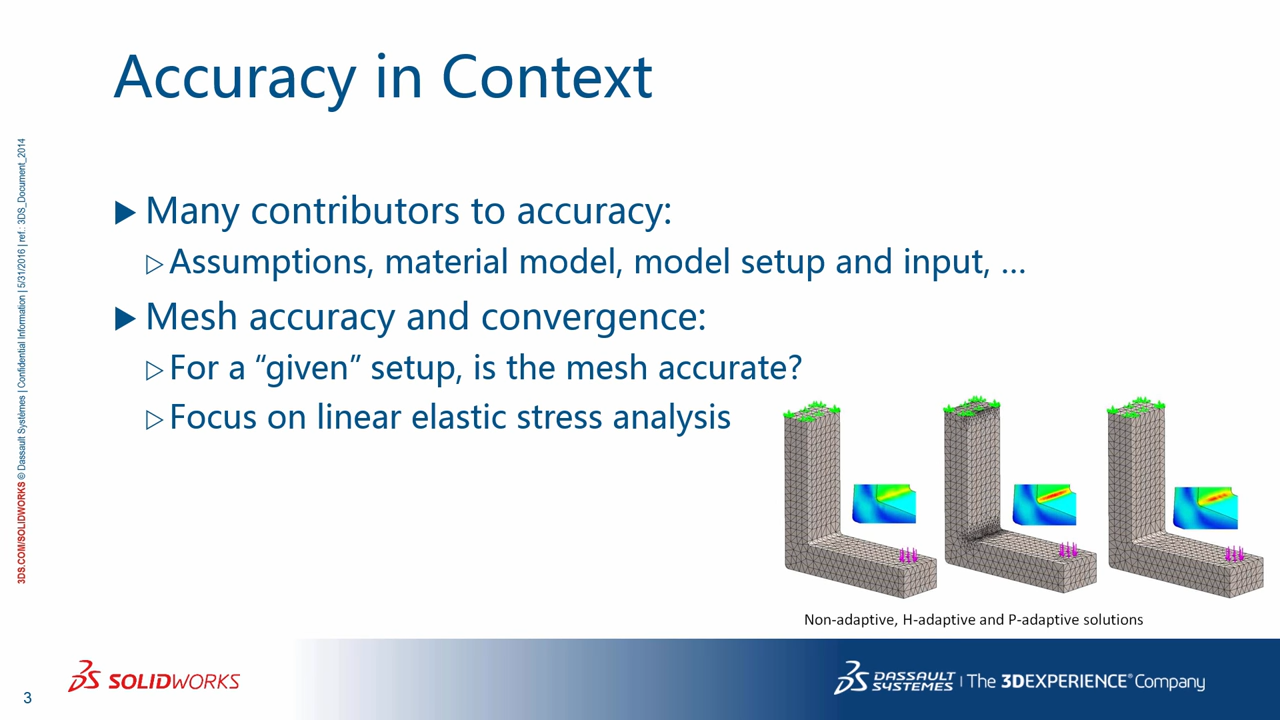 Accuracy in Context
▶ Many contributors to accuracy:
▷ Assumptions, material model, model setup and input, ...
▶ Mesh accuracy and convergence:
▷ For a “given” setup, is the mesh accurate?
▷ Focus on linear elastic stress analysis
Non-adaptive, H-adaptive and P-adaptive solutions
3DS.COM/SOLIDWORKS © Dassault Systèmes | Confidential Information | 5/31/2016 | ref.: 3DS_Document_2014
3
SOLIDWORKS
DASSAULT SYSTEMES | The 3DEXPERIENCE® Company